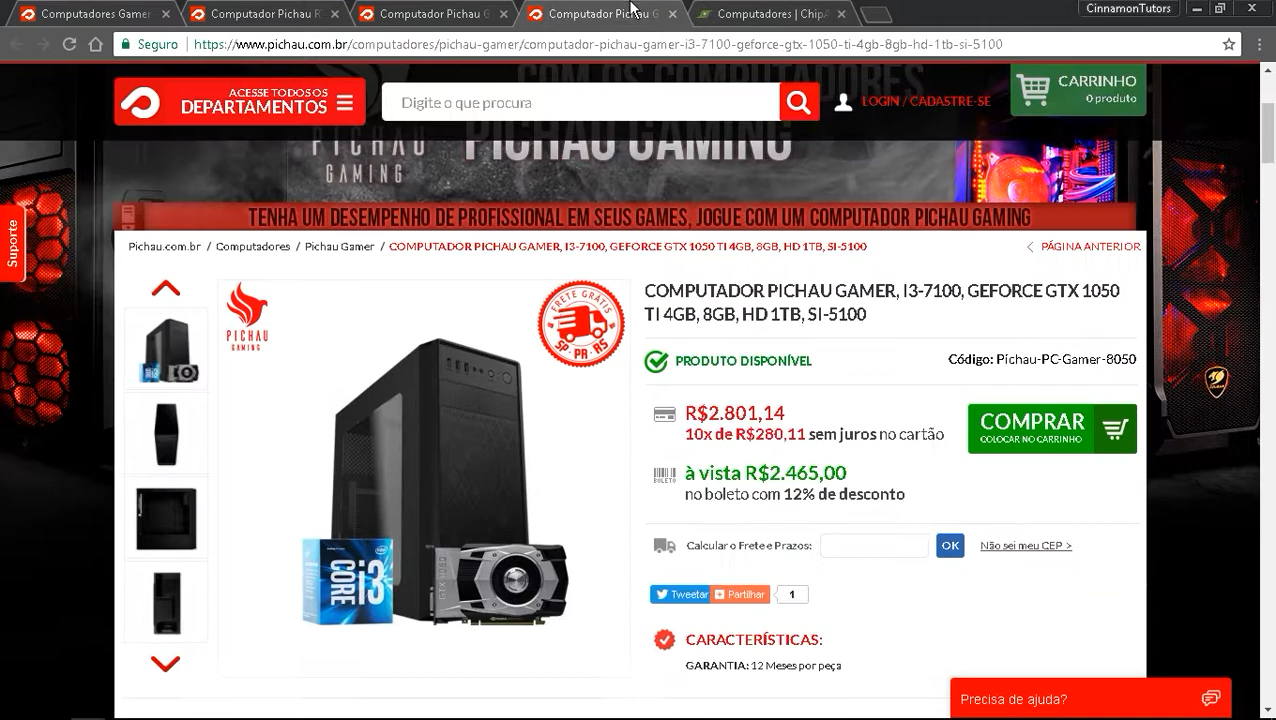 Computadores Gamer
Computador Pichau R
Computador Pichau G
Computador Pichau G
Computadores | ChipA
CinnamonTutors
Seguro
https://www.pichau.com.br/computadores/pichau-gamer/computador-pichau-gamer-i3-7100-geforce-gtx-1050-ti-4gb-8gb-hd-1tb-si-5100
COM OS COMPUTADORES
PICHAU GAMING
PICHAU
GAMING
ACESSE TODOS OS
DEPARTAMENTOS
Digite o que procura
LOGIN / CADASTRE-SE
CARRINHO
0 produto
TENHA UM DESEMPENHO DE PROFISSIONAL EM SEUS GAMES, JOGUE COM UM COMPUTADOR PICHAU GAMING
Suporte
Pichau.com.br / Computadores / Pichau Gamer / COMPUTADOR PICHAU GAMER, I3-7100, GEFORCE GTX 1050 TI 4GB, 8GB, HD 1TB, SI-5100
PÁGINA ANTERIOR
PICHAU
GAMING
FRETE GRÁTIS
SP - PR - RS
CORE i3
GTX 1050
COMPUTADOR PICHAU GAMER, I3-7100, GEFORCE GTX 1050
TI 4GB, 8GB, HD 1TB, SI-5100
PRODUTO DISPONÍVEL
Código: Pichau-PC-Gamer-8050
R$2.801,14
10x de R$280,11 sem juros no cartão
COMPRAR
COLOCAR NO CARRINHO
BOLETO
à vista R$2.465,00
no boleto com 12% de desconto
Calcular o Frete e Prazos:
OK
Não sei meu CEP >
Tweetar
Partilhar
1
CARACTERÍSTICAS:
GARANTIA: 12 Meses por peça
Precisa de ajuda?